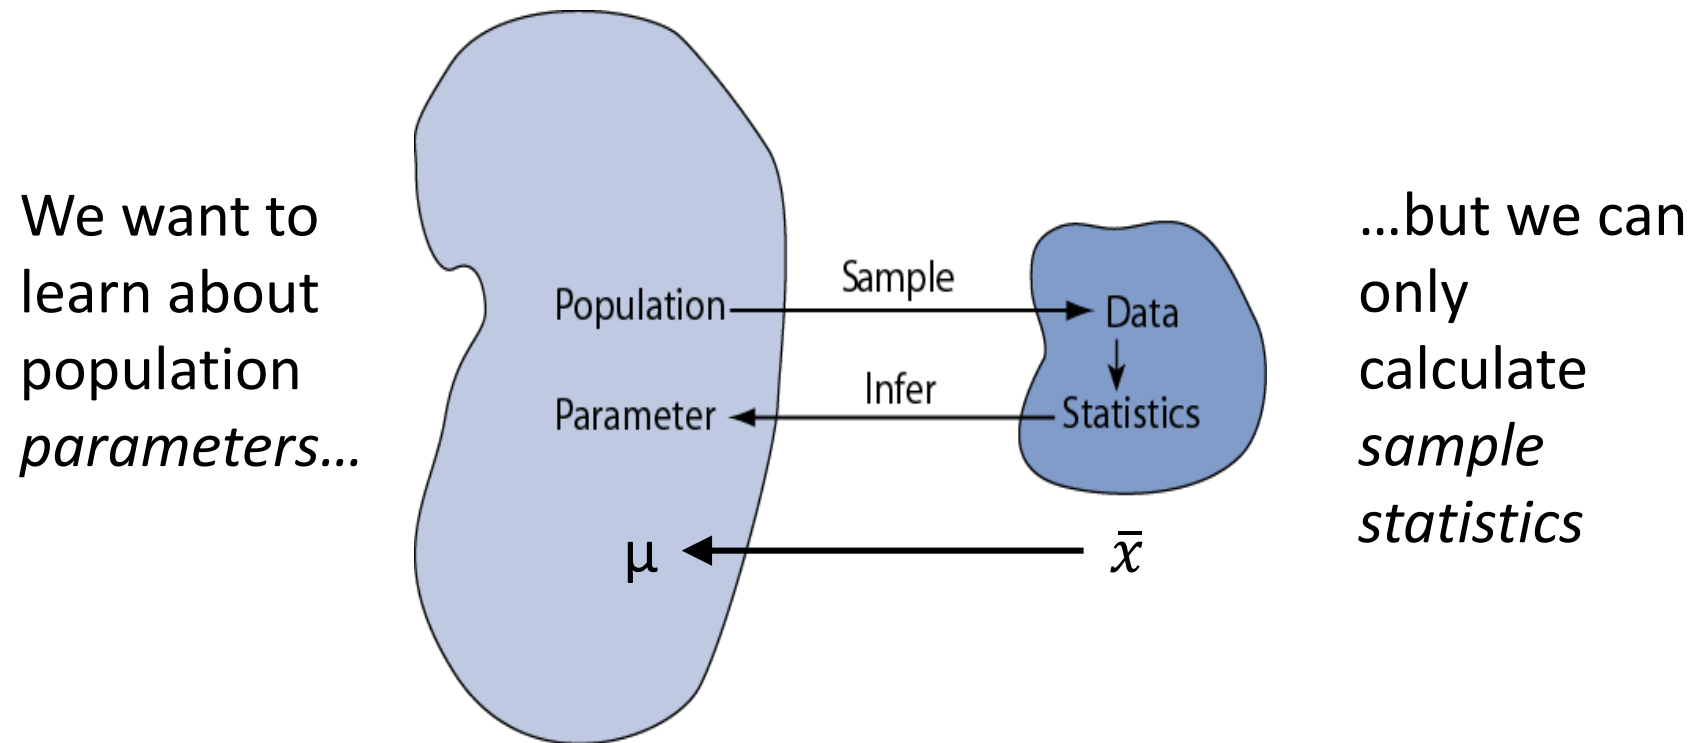 We want to
learn about
population
parameters…
Sample
Population
Data
Infer
Parameter
Statistics
μ
x̄
…but we can
only
calculate
sample
statistics